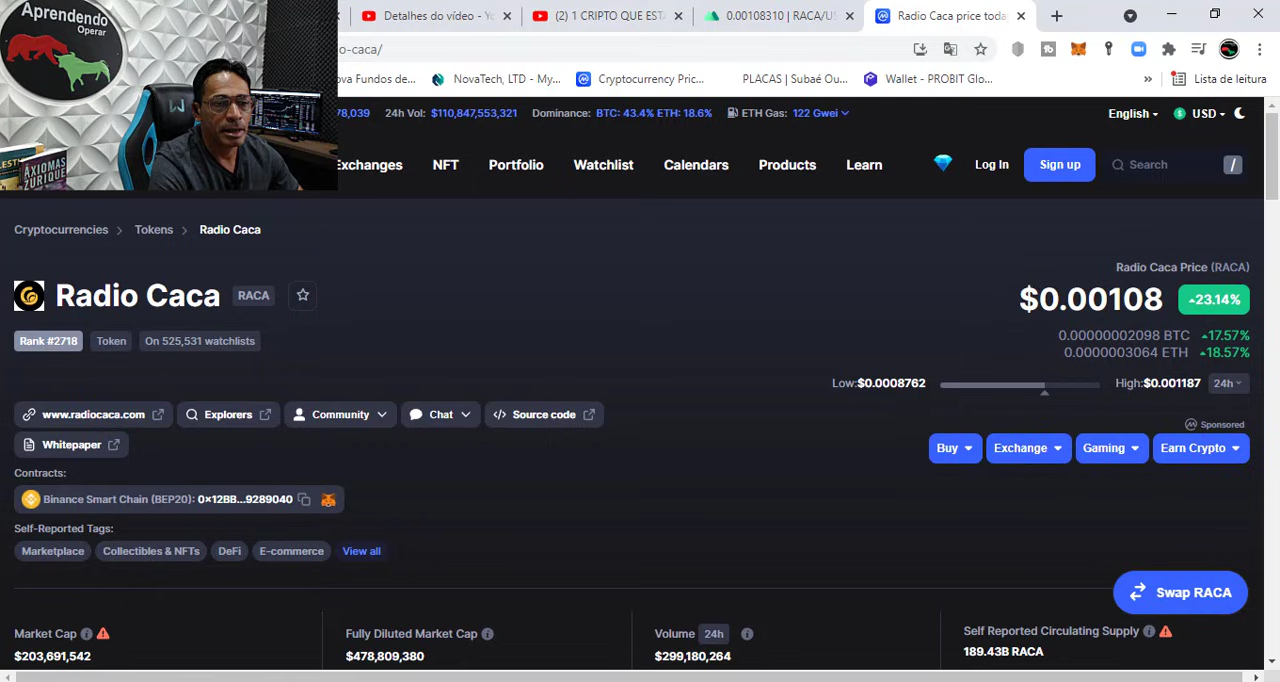 Aprendendo
Operar
AXIOMAS
ZURIQUE
Detalhes do vídeo - Yo
(2) 1 CRIPTO QUE EST
0.00108310 | RACA/US
Radio Caca price toda
o-caca/
ova Fundos de...
NovaTech, LTD - My...
Cryptocurrency Pric...
PLACAS | Subaé Ou...
Wallet - PROBIT Glo...
»
Lista de leitura
78,039
24h Vol: $110,847,553,321
Dominance: BTC: 43.4% ETH: 18.6%
ETH Gas: 122 Gwei
English
USD
Exchanges
NFT
Portfolio
Watchlist
Calendars
Products
Learn
Log In
Sign up
Search
/
Cryptocurrencies > Tokens > Radio Caca
Radio Caca RACA
Rank #2718 Token On 525,531 watchlists
Radio Caca Price (RACA)
$0.00108 23.14%
0.00000002098 BTC 17.57%
0.0000003064 ETH 18.57%
Low:$0.0008762 High:$0.001187 24h
www.radiocaca.com Explorers Community Chat Source code
Whitepaper
Sponsored
Buy Exchange Gaming Earn Crypto
Contracts:
Binance Smart Chain (BEP20): 0×12BB...9289040
Self-Reported Tags:
Marketplace Collectibles & NFTs DeFi E-commerce View all
Swap RACA
Market Cap
$203,691,542
Fully Diluted Market Cap
$478,809,380
Volume 24h
$299,180,264
Self Reported Circulating Supply
189.43B RACA